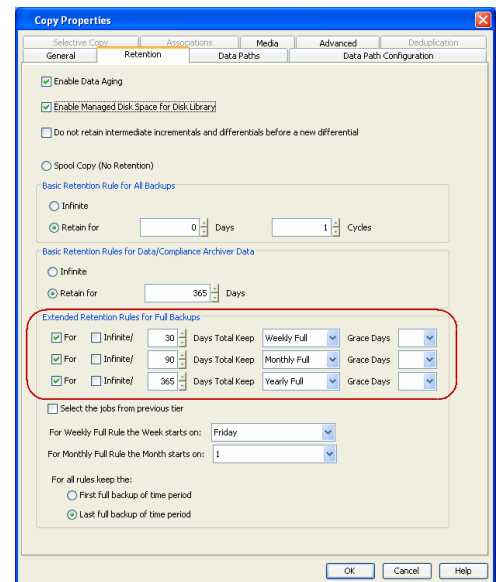 Copy Properties
Selective Copy Associations Media Advanced Deduplication
General Retention Data Paths Data Path Configuration
Enable Data Aging
Enable Managed Disk Space for Disk Library
Do not retain intermediate incrementals and differentials before a new differential
Spool Copy (No Retention)
Basic Retention Rule for All Backups
Infinite
Retain for 0 Days 1 Cycles
Basic Retention Rules for Data/Compliance Archiver Data
Infinite
Retain for 365 Days
Extended Retention Rules for Full Backups
For Infinite/ 30 Days Total Keep Weekly Full Grace Days
For Infinite/ 90 Days Total Keep Monthly Full Grace Days
For Infinite/ 365 Days Total Keep Yearly Full Grace Days
Select the jobs from previous tier
For Weekly Full Rule the Week starts on: Friday
For Monthly Full Rule the Month starts on: 1
For all rules keep the:
First full backup of time period
Last full backup of time period
OK Cancel Help